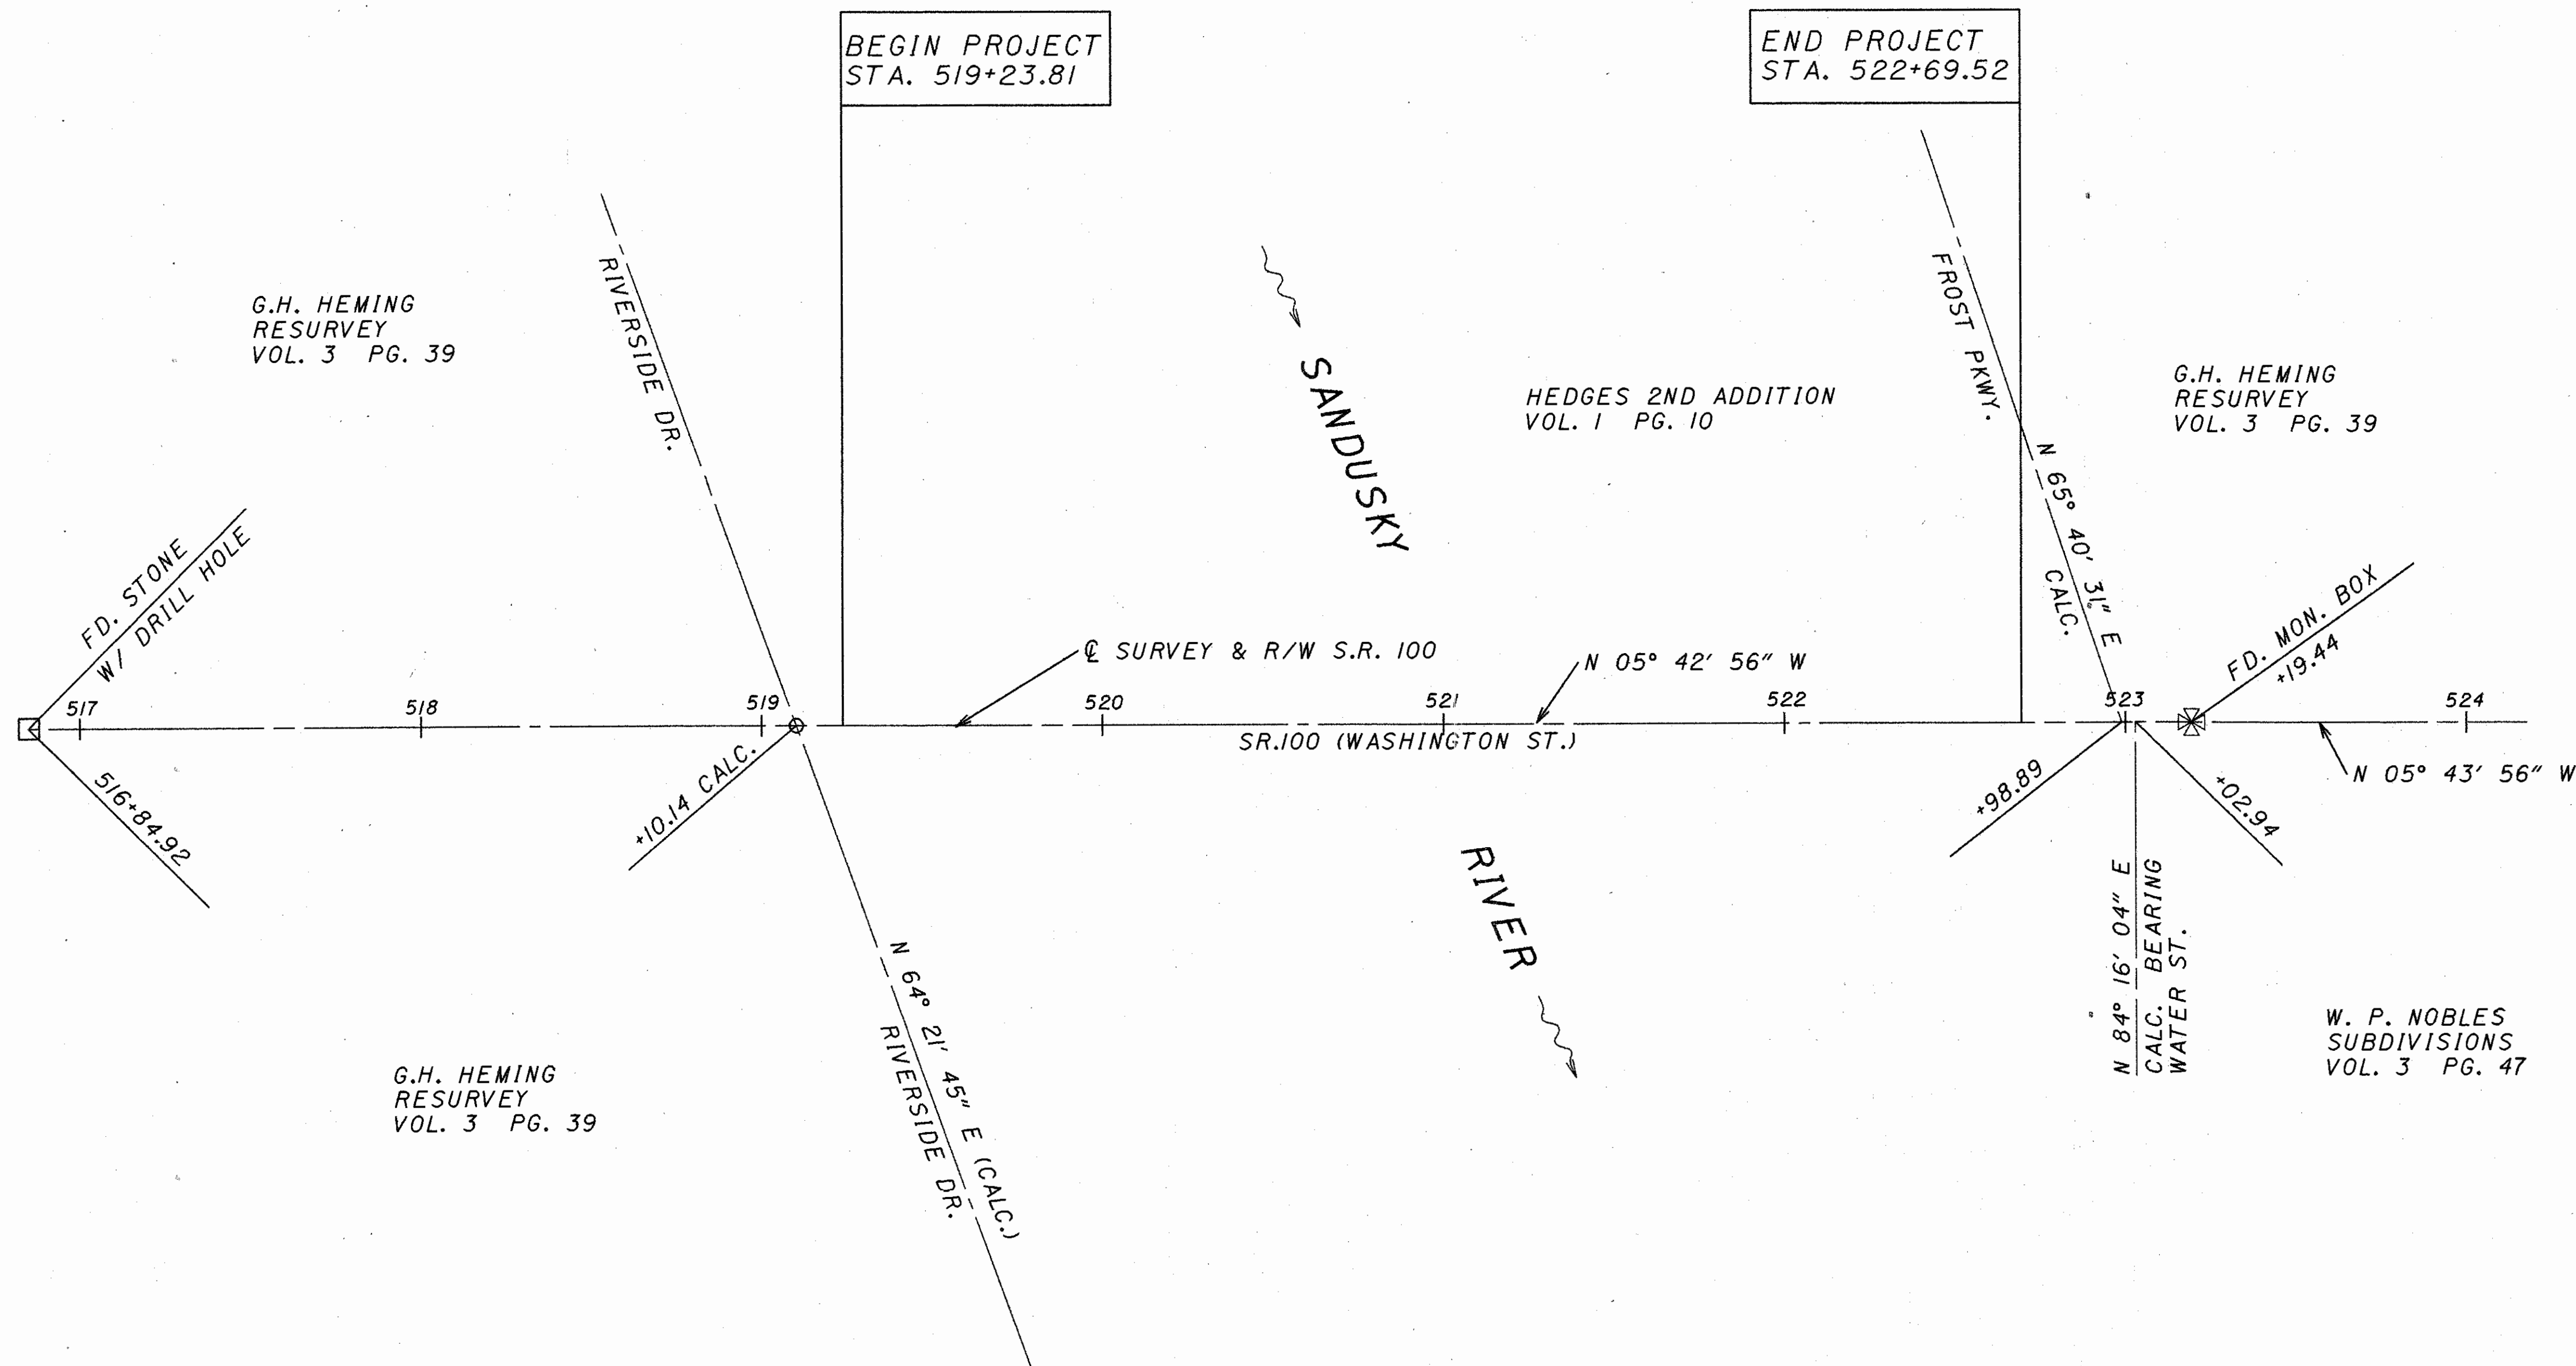 BEGIN PROJECT
STA. 519+23.81
END PROJECT
STA. 522+69.52
RIVERSIDE DR.
G.H. HEMING
RESURVEY
VOL. 3 PG. 39
SANDUSKY
HEDGES 2ND ADDITION
VOL. 1 PG. 10
FROST PKWY.
N 65° 40' 31" E
CALC.
G.H. HEMING
RESURVEY
VOL. 3 PG. 39
FD. STONE
W/ DRILL HOLE
℄ SURVEY & R/W S.R. 100
N 05° 42' 56" W
FD. MON. BOX
+19.44
517
518
519
520
521
522
523
524
SR.100 (WASHINGTON ST.)
516+84.92
+10.14 CALC.
+98.89
+02.94
N 05° 43' 56" W
RIVER
N 84° 16' 04" E
CALC. BEARING
WATER ST.
N 64° 21' 45" E (CALC.)
RIVERSIDE DR.
W. P. NOBLES
SUBDIVISIONS
VOL. 3 PG. 47
G.H. HEMING
RESURVEY
VOL. 3 PG. 39